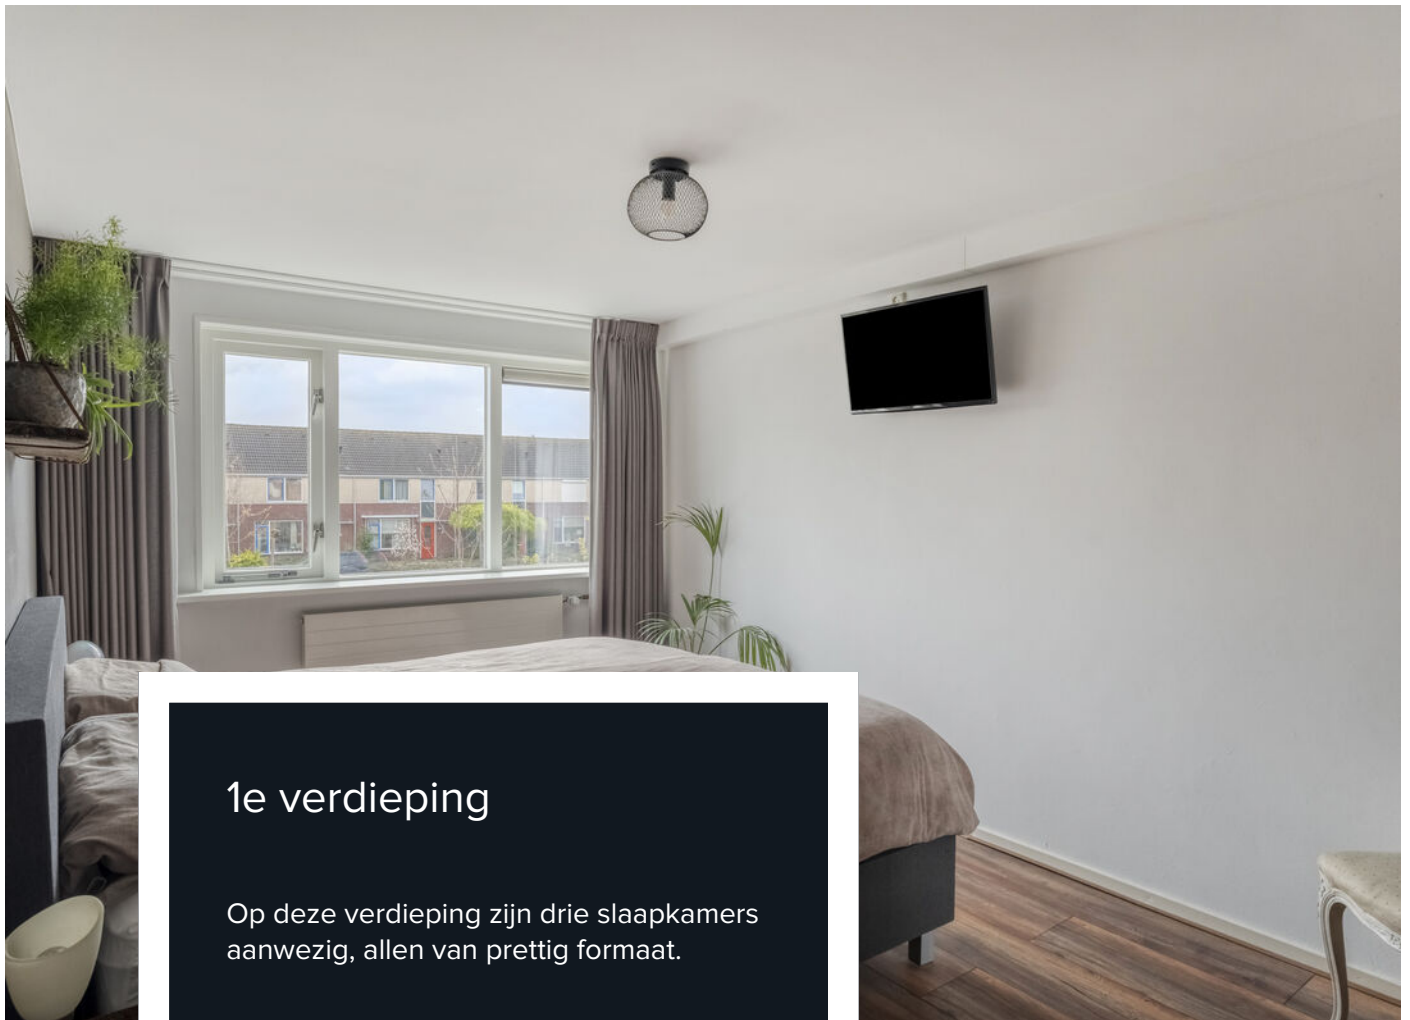 1e verdieping
Op deze verdieping zijn drie slaapkamers
aanwezig, allen van prettig formaat.